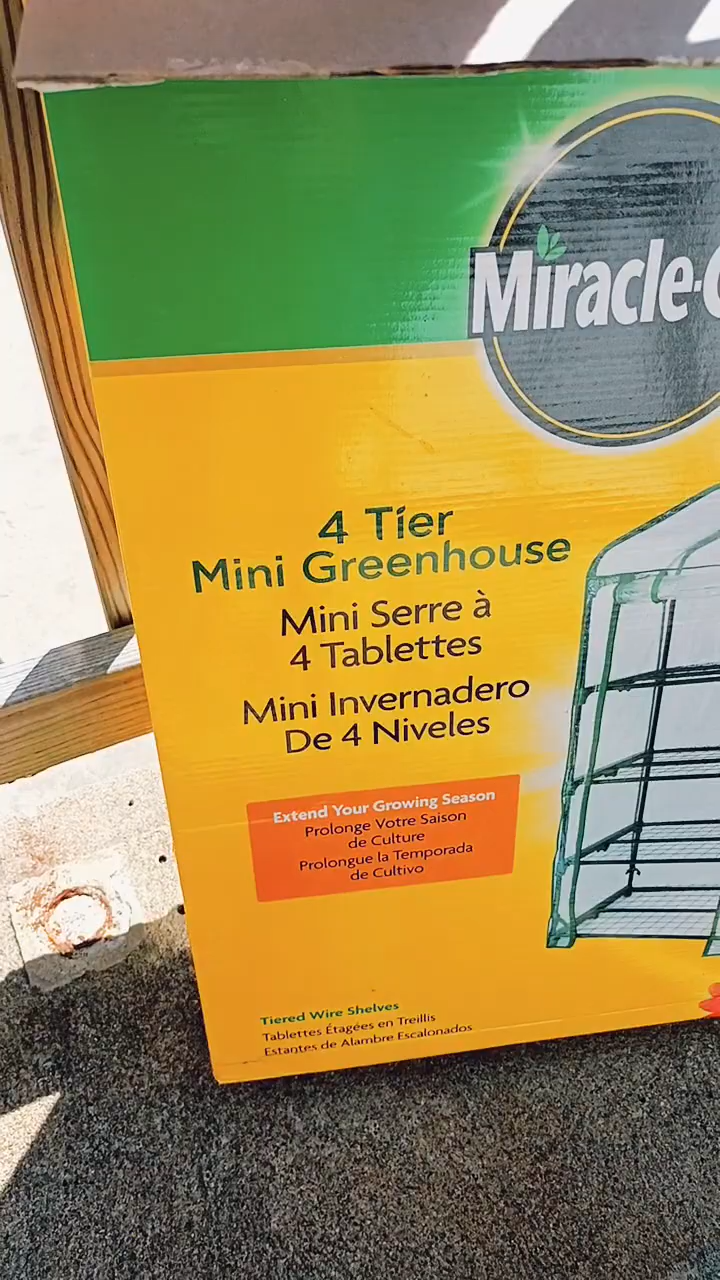 Miracle-G
4 Tier
Mini Greenhouse
Mini Serre à
4 Tablettes
Mini Invernadero
De 4 Niveles
Extend Your Growing Season
Prolonge Votre Saison
de Culture
Prolongue la Temporada
de Cultivo
Tiered Wire Shelves
Tablettes Étagées en Treillis
Estantes de Alambre Escalonados